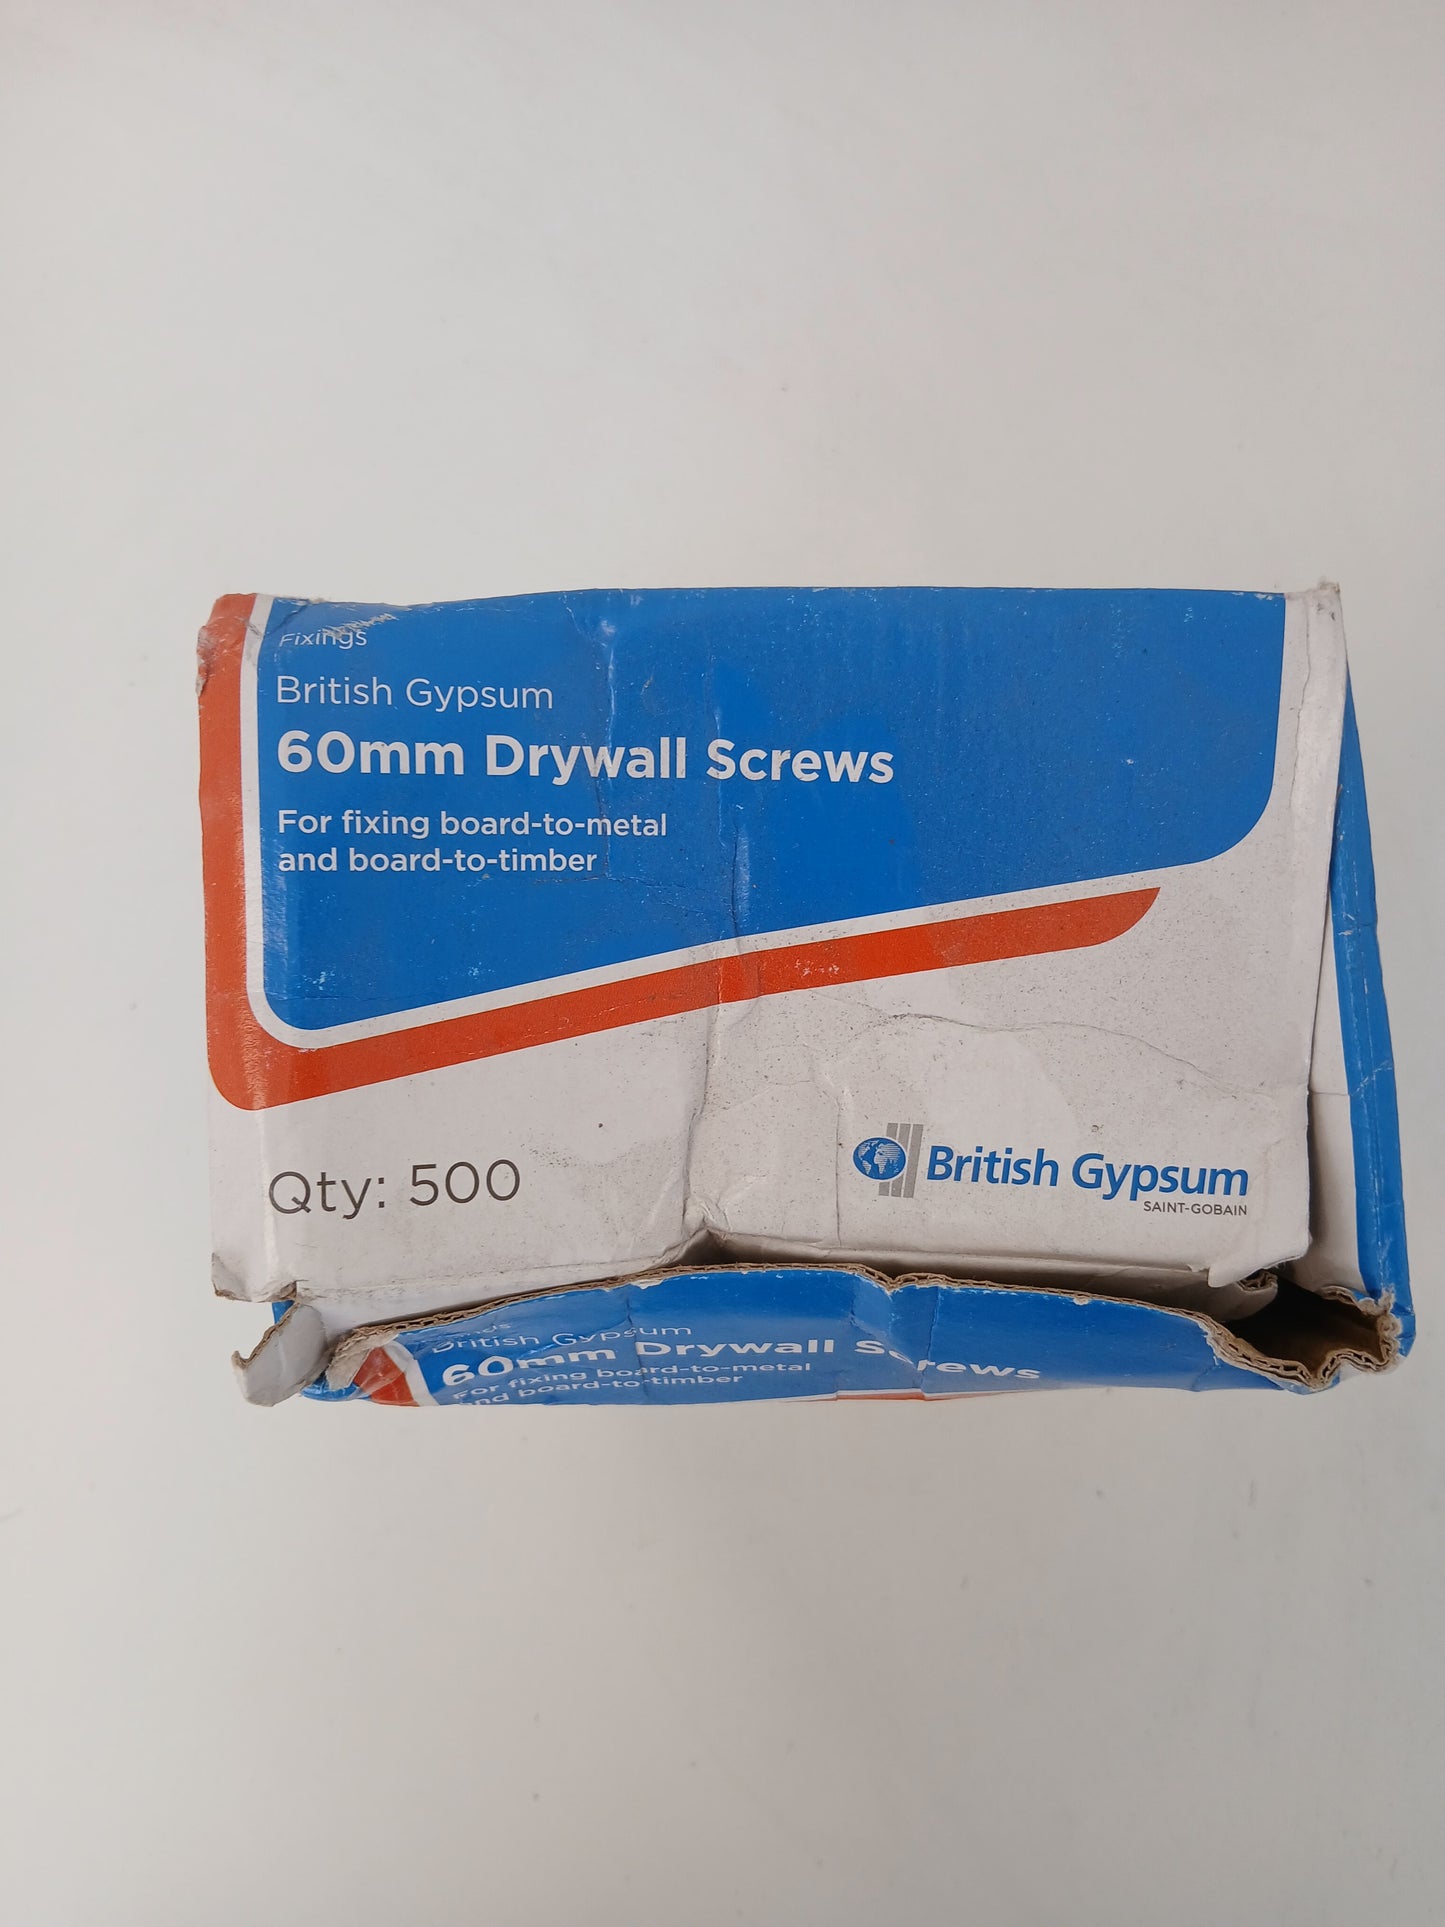 Fixings
British Gypsum
60mm Drywall Screws
For fixing board-to-metal
and board-to-timber
Qty: 500
British Gypsum
SAINT-GOBAIN
British Gypsum
60mm Drywall Screws
For fixing board-to-metal
and board-to-timber